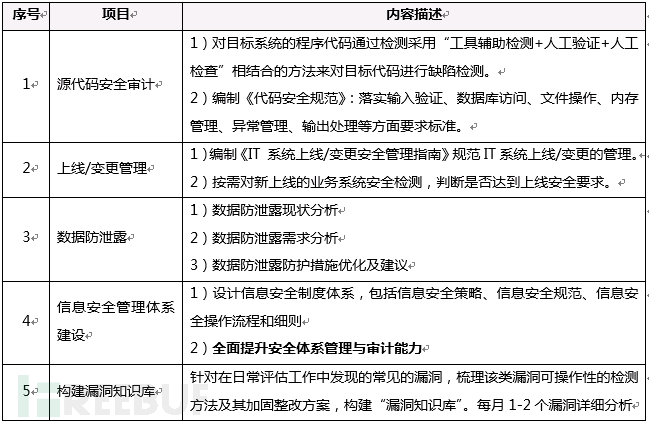 序号 项目 内容描述
1 源代码安全审计
1）对目标系统的程序代码通过检测采用“工具辅助检测+人工验证+人工
检查”相结合的方法来对目标代码进行缺陷检测。
2）编制《代码安全规范》：落实输入验证、数据库访问、文件操作、内存
管理、异常管理、输出处理等方面要求标准。
2 上线/变更管理
1）编制《IT 系统上线/变更安全管理指南》规范IT系统上线/变更的管理。
2）按需对新上线的业务系统安全检测，判断是否达到上线安全要求。
3 数据防泄露
1）数据防泄露现状分析
2）数据防泄露需求分析
3）数据防泄露防护措施优化及建议
4 信息安全管理体系
建设
1）设计信息安全制度体系，包括信息安全策略、信息安全规范、信息安
全操作流程和细则
2）全面提升安全体系管理与审计能力
5 构建漏洞知识库
针对在日常评估工作中发现的常见的漏洞，梳理该类漏洞可操作性的检测
方法及其加固整改方案，构建“漏洞知识库”。每月1-2个漏洞详细分析
REEBUF